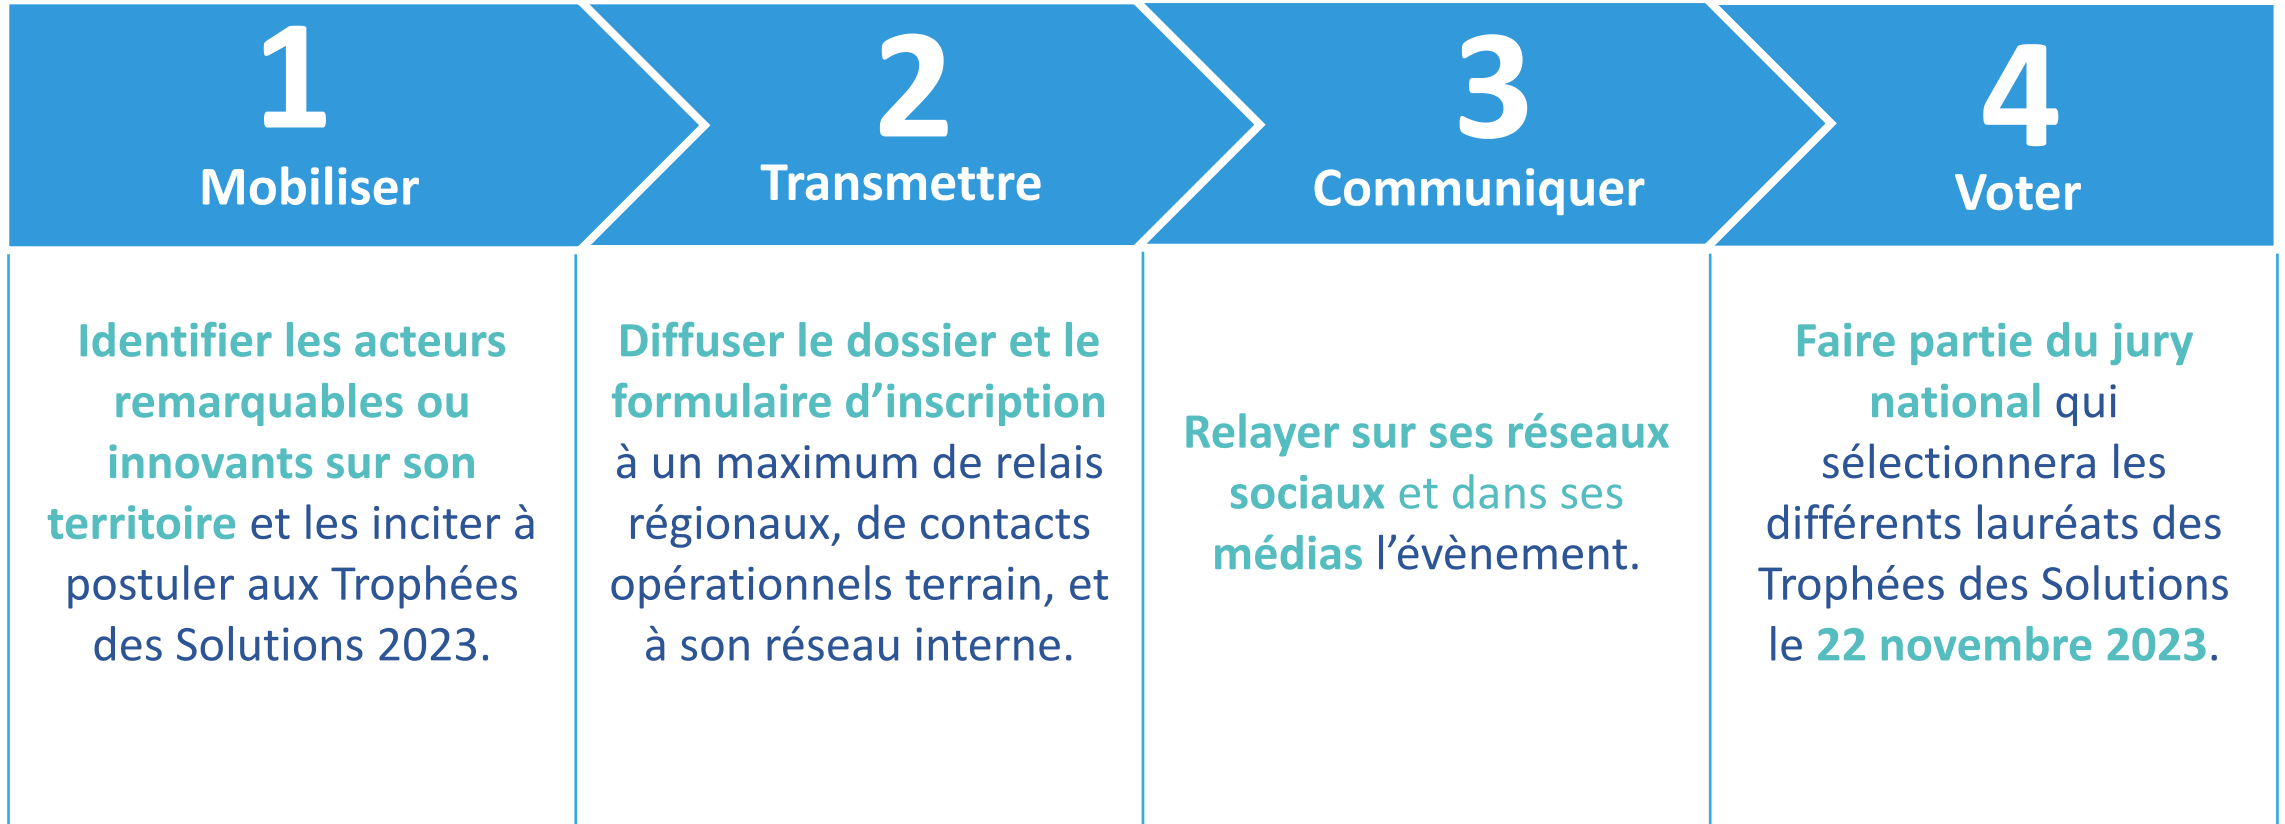 1
Mobiliser
Identifier les acteurs
remarquables ou
innovants sur son
territoire et les inciter à
postuler aux Trophées
des Solutions 2023.
2
Transmettre
Diffuser le dossier et le
formulaire d’inscription
à un maximum de relais
régionaux, de contacts
opérationnels terrain, et
à son réseau interne.
3
Communiquer
Relayer sur ses réseaux
sociaux et dans ses
médias l’évènement.
4
Voter
Faire partie du jury
national qui
sélectionnera les
différents lauréats des
Trophées des Solutions
le 22 novembre 2023.